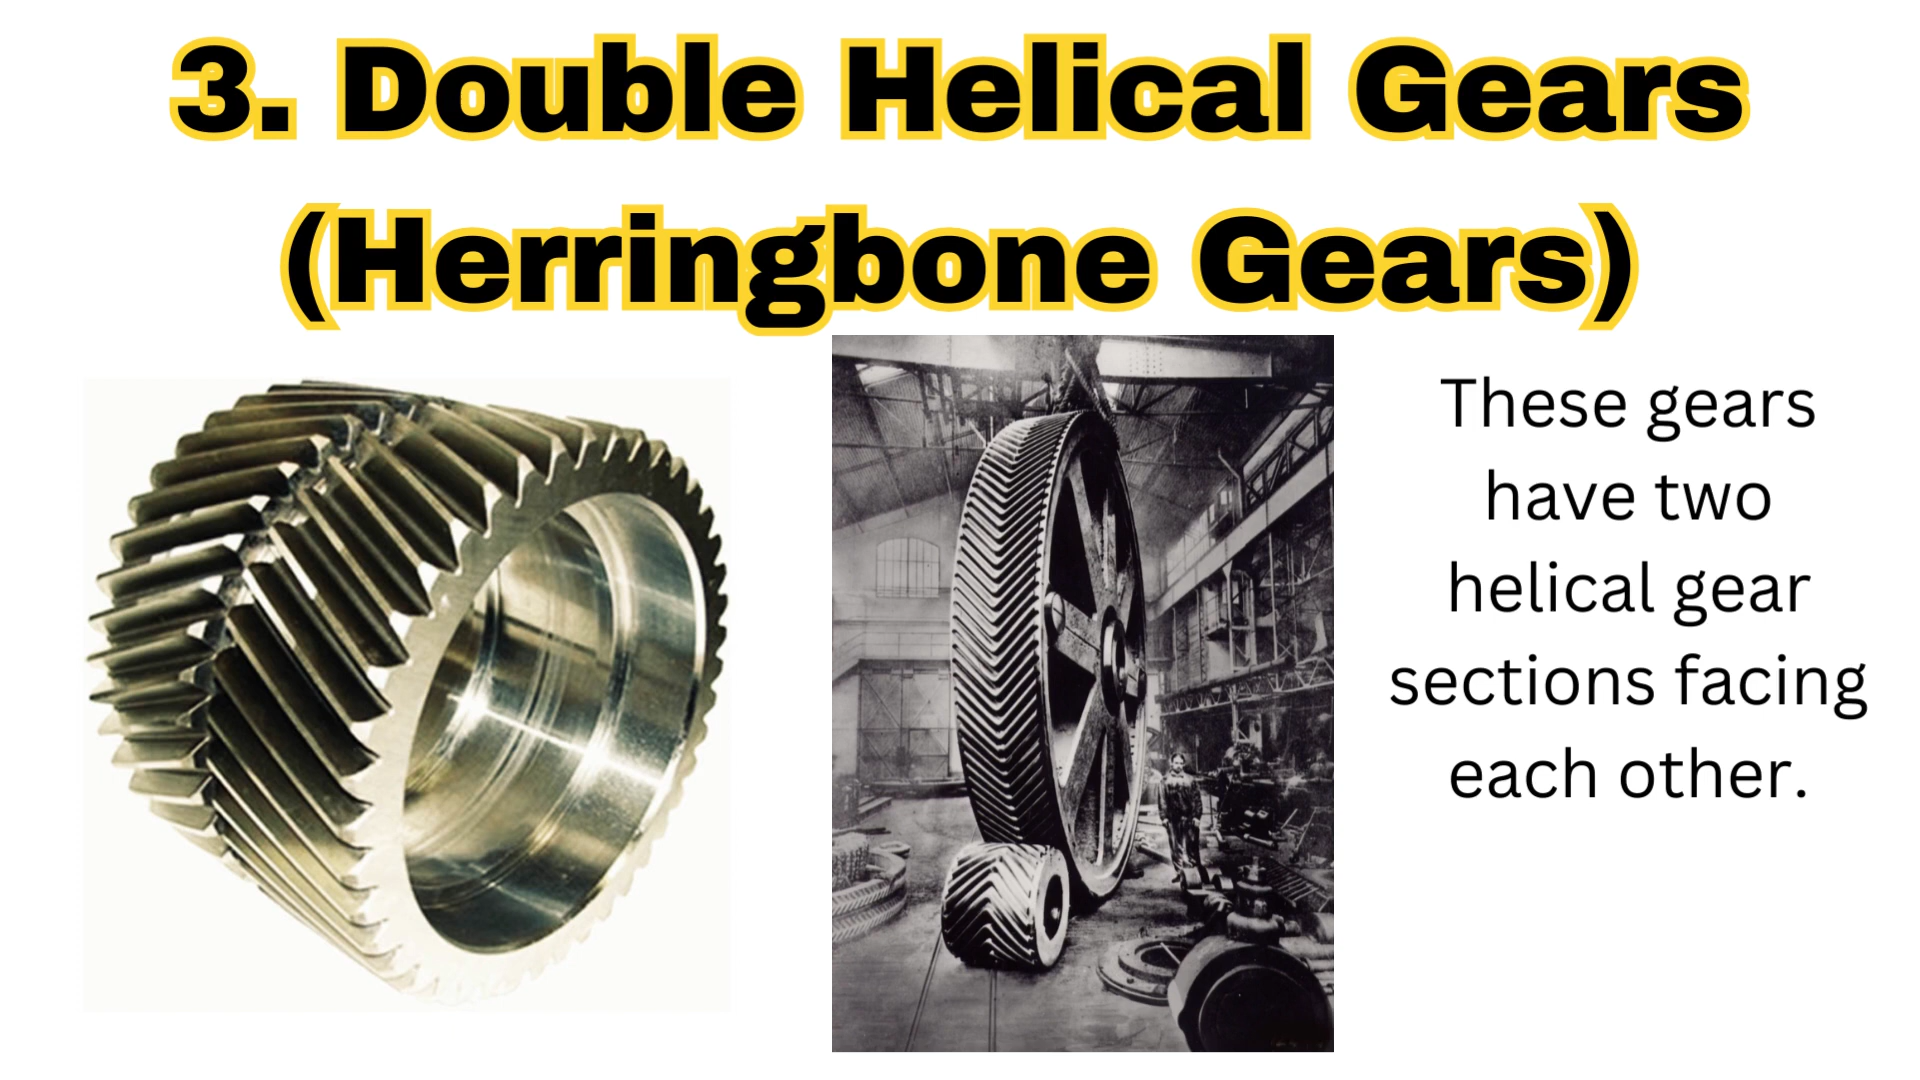 3. Double Helical Gears
(Herringbone Gears)
These gears
have two
helical gear
sections facing
each other.